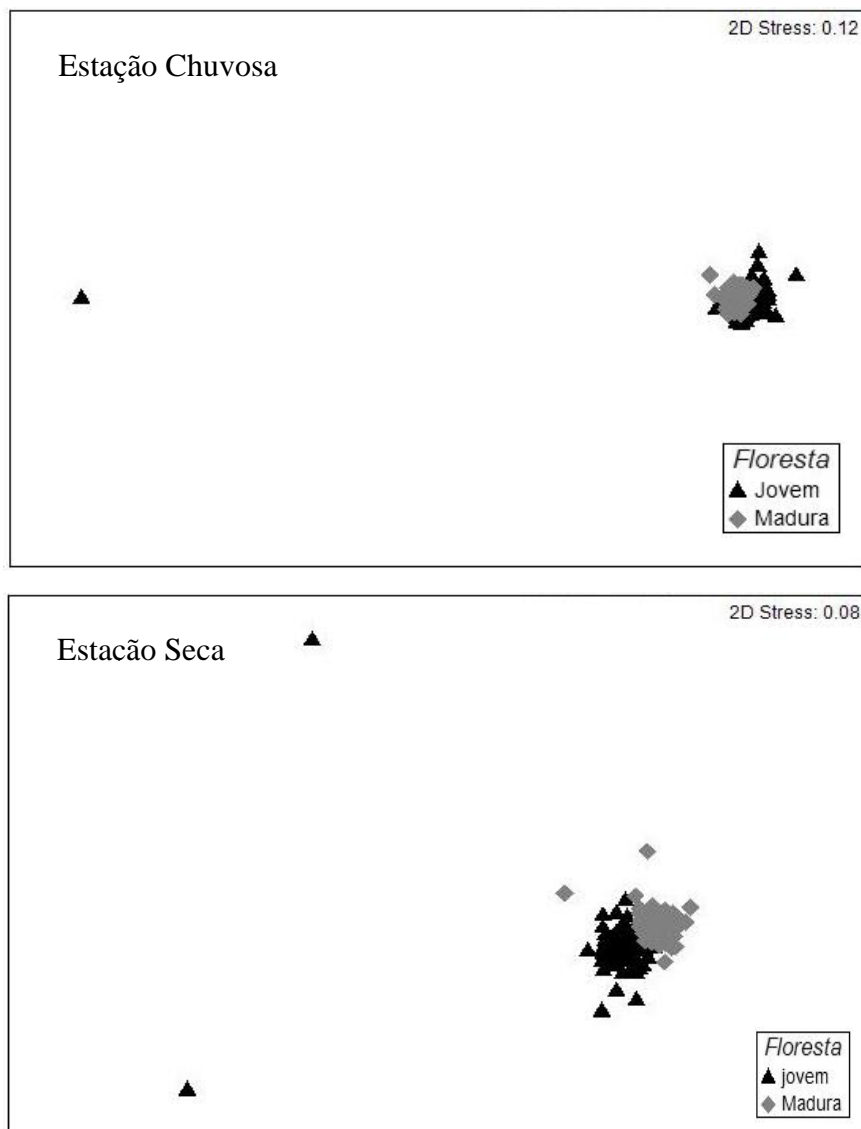 2D Stress: 0.12
Estação Chuvosa
Floresta
Jovem
Madura
2D Stress: 0.08
Estacão Seca
Floresta
jovem
Madura